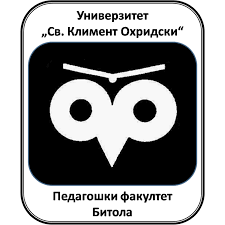 Универзитет
„Св. Климент Охридски“
Педагошки факултет
Битола